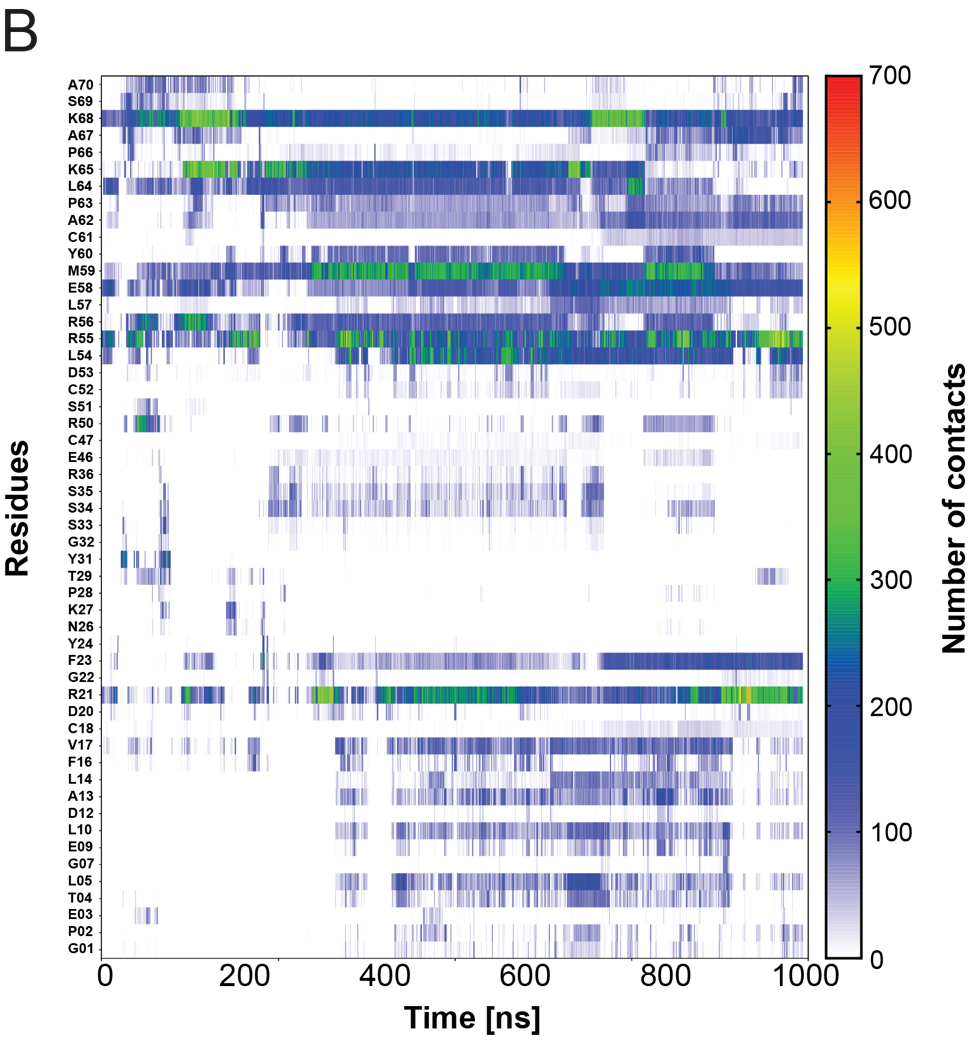 B
A70
S69
K68
A67
P66
K65
L64
P63
A62
C61
Y60
M59
E58
L57
R56
R55
L54
D53
C52
S51
R50
C47
E46
R36
S35
S34
S33
G32
Y31
T29
P28
K27
N26
Y24
F23
G22
R21
D20
C18
V17
F16
L14
A13
D12
L10
E09
G07
L05
T04
E03
P02
G01
Residues
0 200 400 600 800 1000
Time [ns]
700
600
500
400
300
200
100
0
Number of contacts